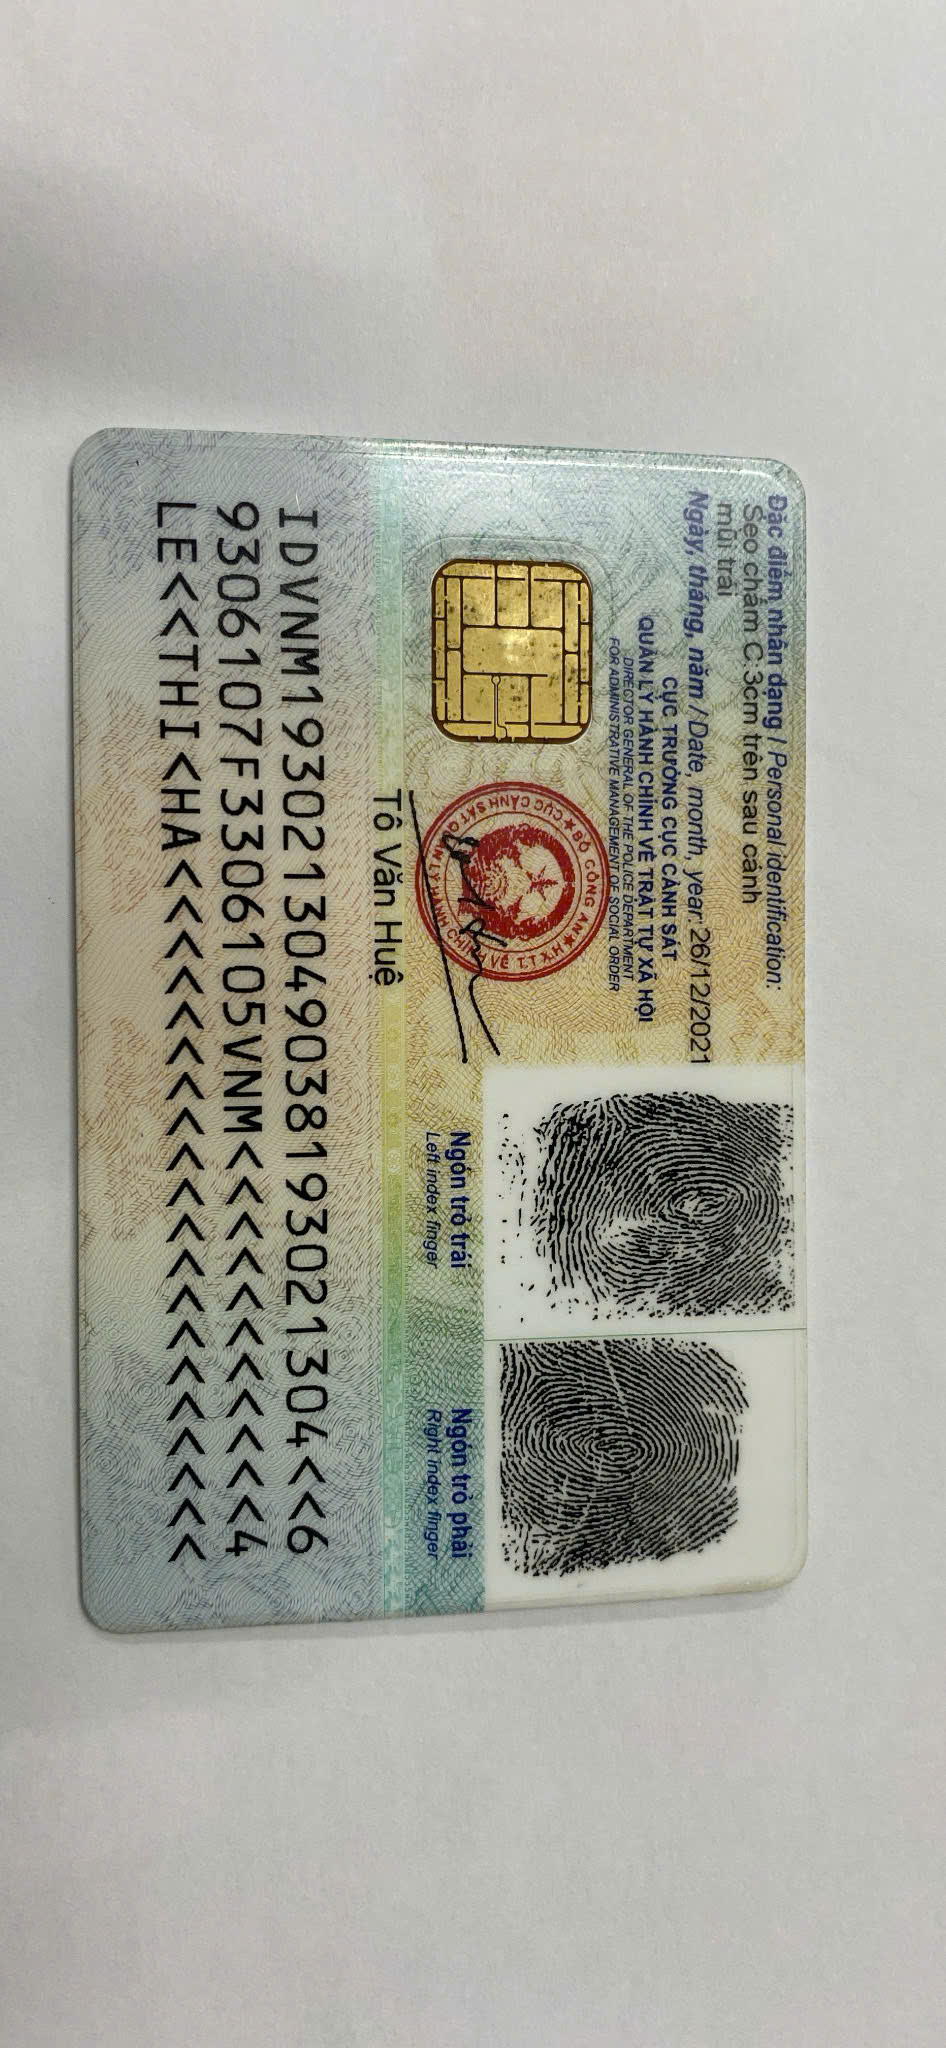 Đặc điểm nhân dạng / Personal identification:
Sẹo chấm C:3cm trên sau cánh
mũi trái
Ngày, tháng, năm / Date, month, year: 26/12/2021
CỤC TRƯỞNG CỤC CẢNH SÁT
QUẢN LÝ HÀNH CHÍNH VỀ TRẬT TỰ XÃ HỘI
DIRECTOR GENERAL OF THE POLICE DEPARTMENT
FOR ADMINISTRATIVE MANAGEMENT OF SOCIAL ORDER
BỘ CÔNG AN
CỤC CẢNH SÁT QUẢN LÝ HÀNH CHÍNH VỀ T.T.X.H
Tô Văn Huệ
Ngón trỏ trái
Left index finger
Ngón trỏ phải
Right index finger
IDVNM1930213049038193021304<<6
9306107F3306105VNM<<<<<<<<<<<4
LE<<THI<HA<<<<<<<<<<<<<<<<<<<<